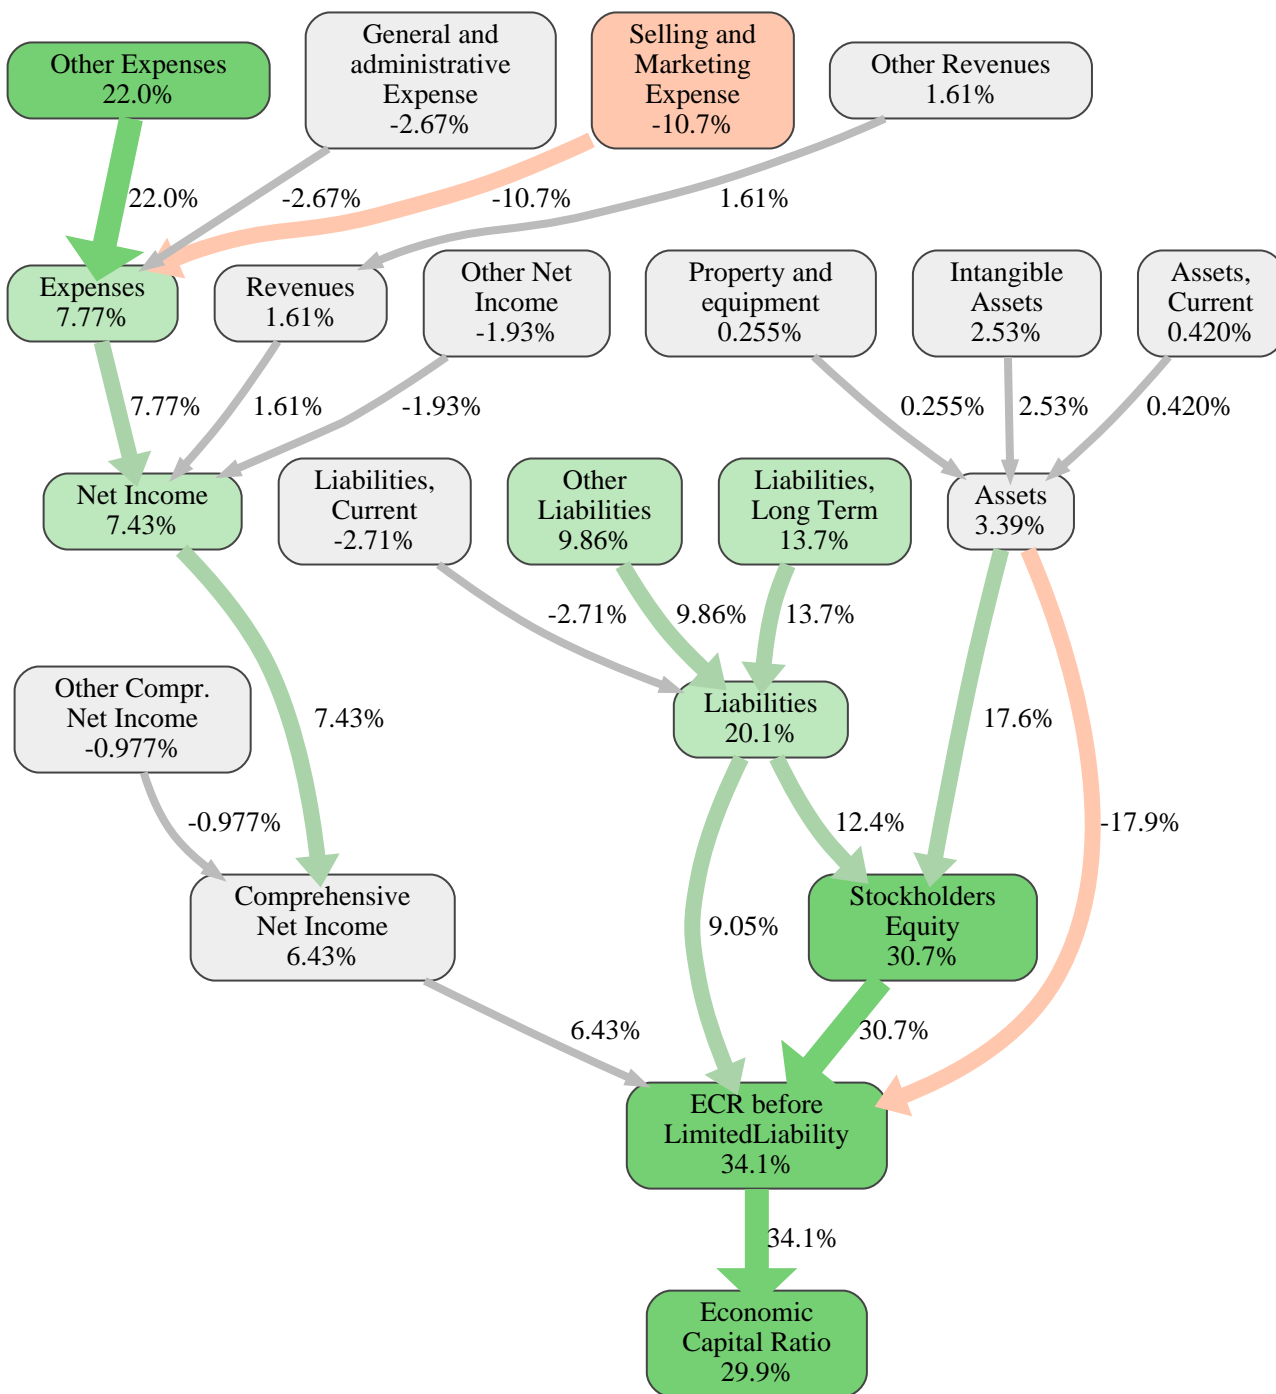 Other Expenses
22.0%
General and
administrative
Expense
-2.67%
Selling and
Marketing
Expense
-10.7%
Other Revenues
1.61%
22.0%
-2.67%
-10.7%
1.61%
Expenses
7.77%
Revenues
1.61%
Other Net
Income
-1.93%
Property and
equipment
0.255%
Intangible
Assets
2.53%
Assets,
Current
0.420%
7.77%
1.61%
-1.93%
0.255%
2.53%
0.420%
Net Income
7.43%
Liabilities,
Current
-2.71%
Other
Liabilities
9.86%
Liabilities,
Long Term
13.7%
Assets
3.39%
-2.71%
9.86%
13.7%
Other Compr.
Net Income
-0.977%
7.43%
Liabilities
20.1%
17.6%
-0.977%
12.4%
-17.9%
Comprehensive
Net Income
6.43%
9.05%
Stockholders
Equity
30.7%
6.43%
30.7%
ECR before
LimitedLiability
34.1%
34.1%
Economic
Capital Ratio
29.9%